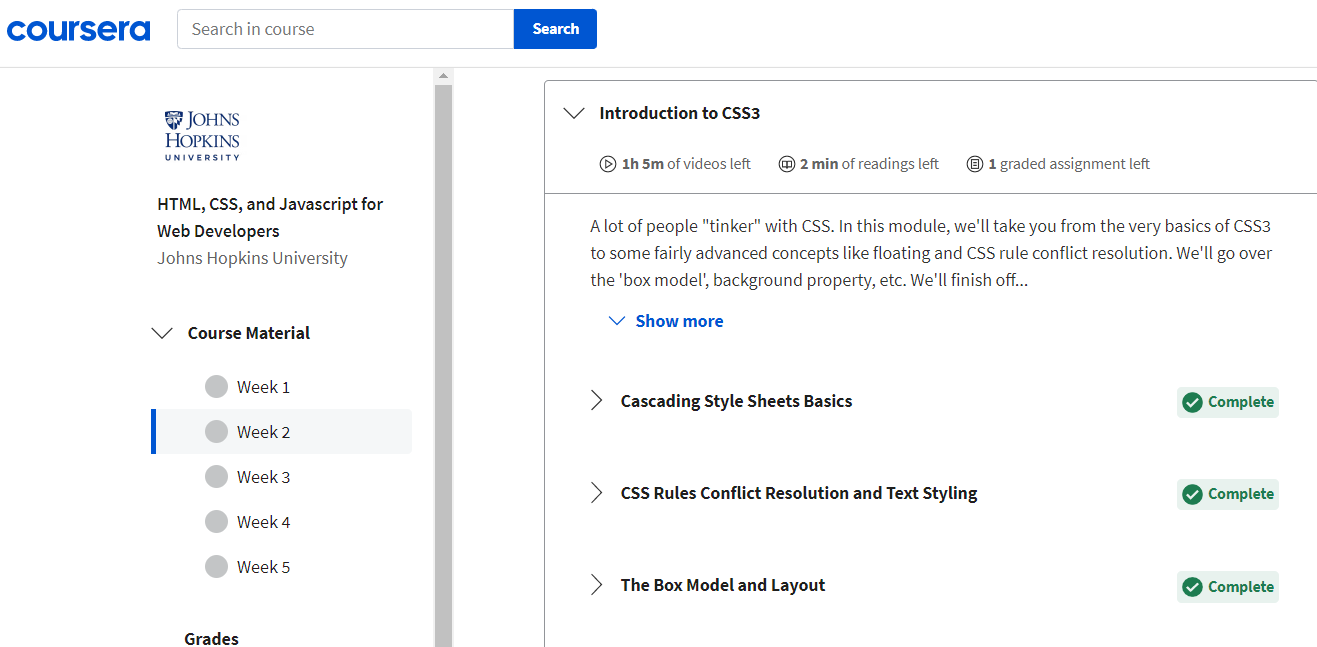 coursera
Search in course
Search
JOHNS
HOPKINS
UNIVERSITY
HTML, CSS, and Javascript for
Web Developers
Johns Hopkins University
Course Material
Week 1
Week 2
Week 3
Week 4
Week 5
Grades
Introduction to CSS3
1h 5m of videos left 2 min of readings left 1 graded assignment left
A lot of people "tinker" with CSS. In this module, we'll take you from the very basics of CSS3
to some fairly advanced concepts like floating and CSS rule conflict resolution. We'll go over
the 'box model', background property, etc. We'll finish off...
Show more
Cascading Style Sheets Basics Complete
CSS Rules Conflict Resolution and Text Styling Complete
The Box Model and Layout Complete